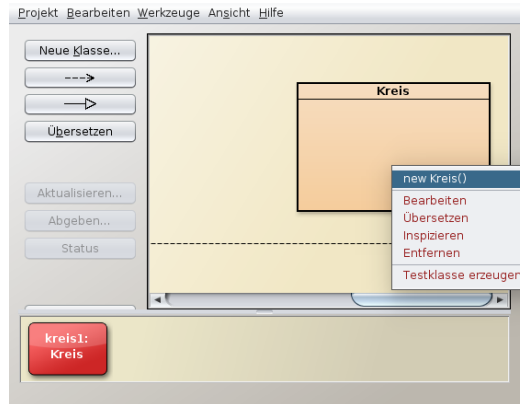 Projekt Bearbeiten Werkzeuge Ansicht Hilfe
Neue Klasse...
Kreis
Übersetzen
new Kreis()
Bearbeiten
Übersetzen
Inspizieren
Entfernen
Testklasse erzeugen
Aktualisieren...
Abgeben...
Status
kreis1:
Kreis